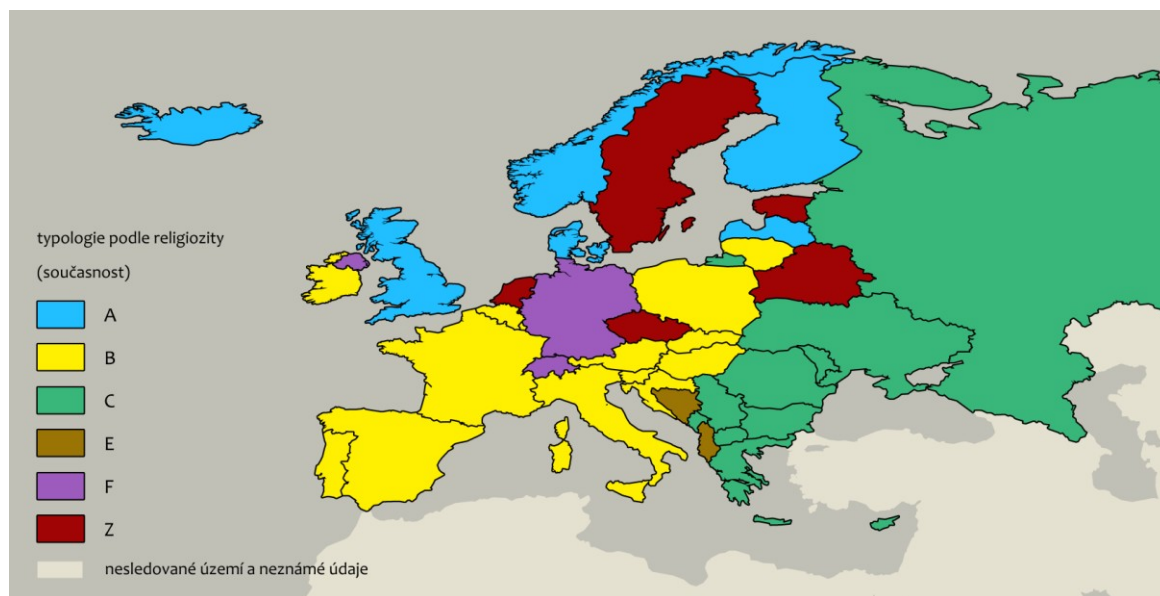 typologie podle religiozity
(současnost)
A
B
C
E
F
Z
nesledované území a neznámé údaje